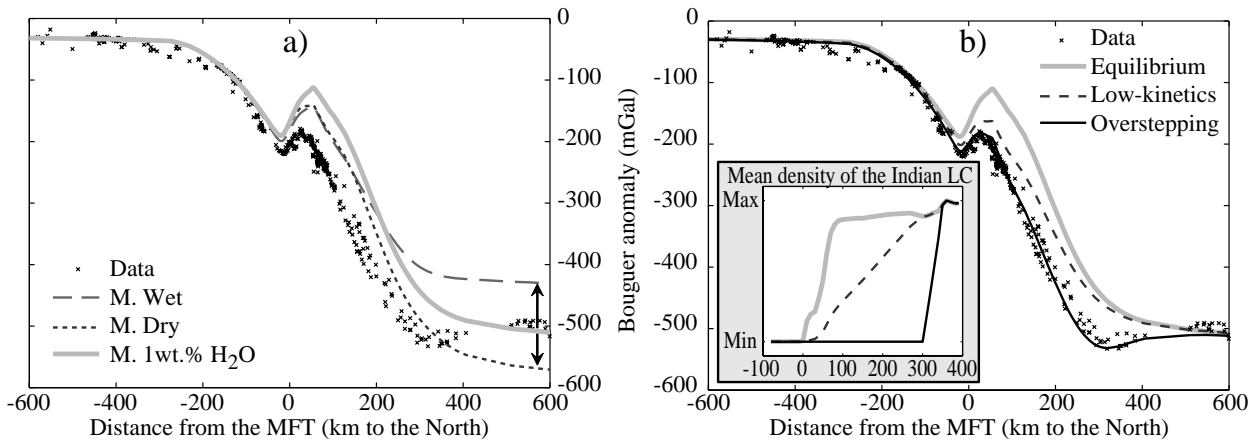 a)
Data
M. Wet
M. Dry
M. 1wt.% H2O
0
-100
-200
-300
-400
-500
-600
-600 -400 -200 0 200 400 600
Distance from the MFT (km to the North)
b)
Data
Equilibrium
Low-kinetics
Overstepping
Bouguer anomaly (mGal)
0
-100
-200
-300
-400
-500
-600
Mean density of the Indian LC
Max
Min
-100 0 100 200 300 400
-600 -400 -200 0 200 400 600
Distance from the MFT (km to the North)